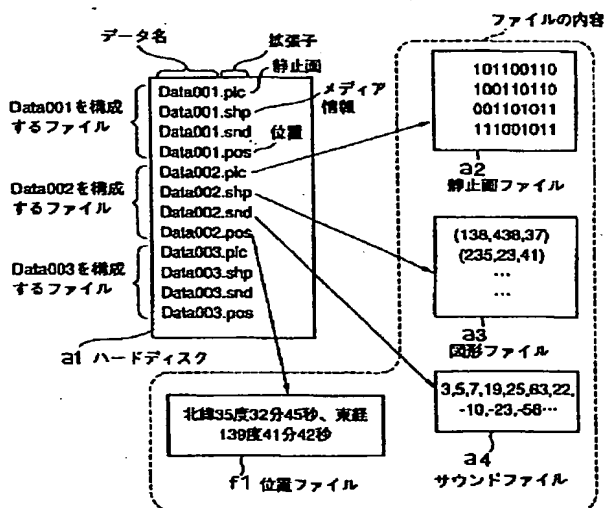 データ名
拡張子
静止画
ファイルの内容
Data001を構成
するファイル
Data002を構成
するファイル
Data003を構成
するファイル
Data001.pic
Data001.shp
Data001.snd
Data001.pos
Data002.pic
Data002.shp
Data002.snd
Data002.pos
Data003.pic
Data003.shp
Data003.snd
Data003.pos
メディア
情報
位置
a1 ハードディスク
101100110
100110110
001101011
111001011
a2
静止画ファイル
(138,438,37)
(235,23,41)
…
…
a3
図形ファイル
3,5,7,19,25,63,22,
-10,-23,-56…
a4
サウンドファイル
北緯35度32分45秒、東経
139度41分42秒
f1 位置ファイル